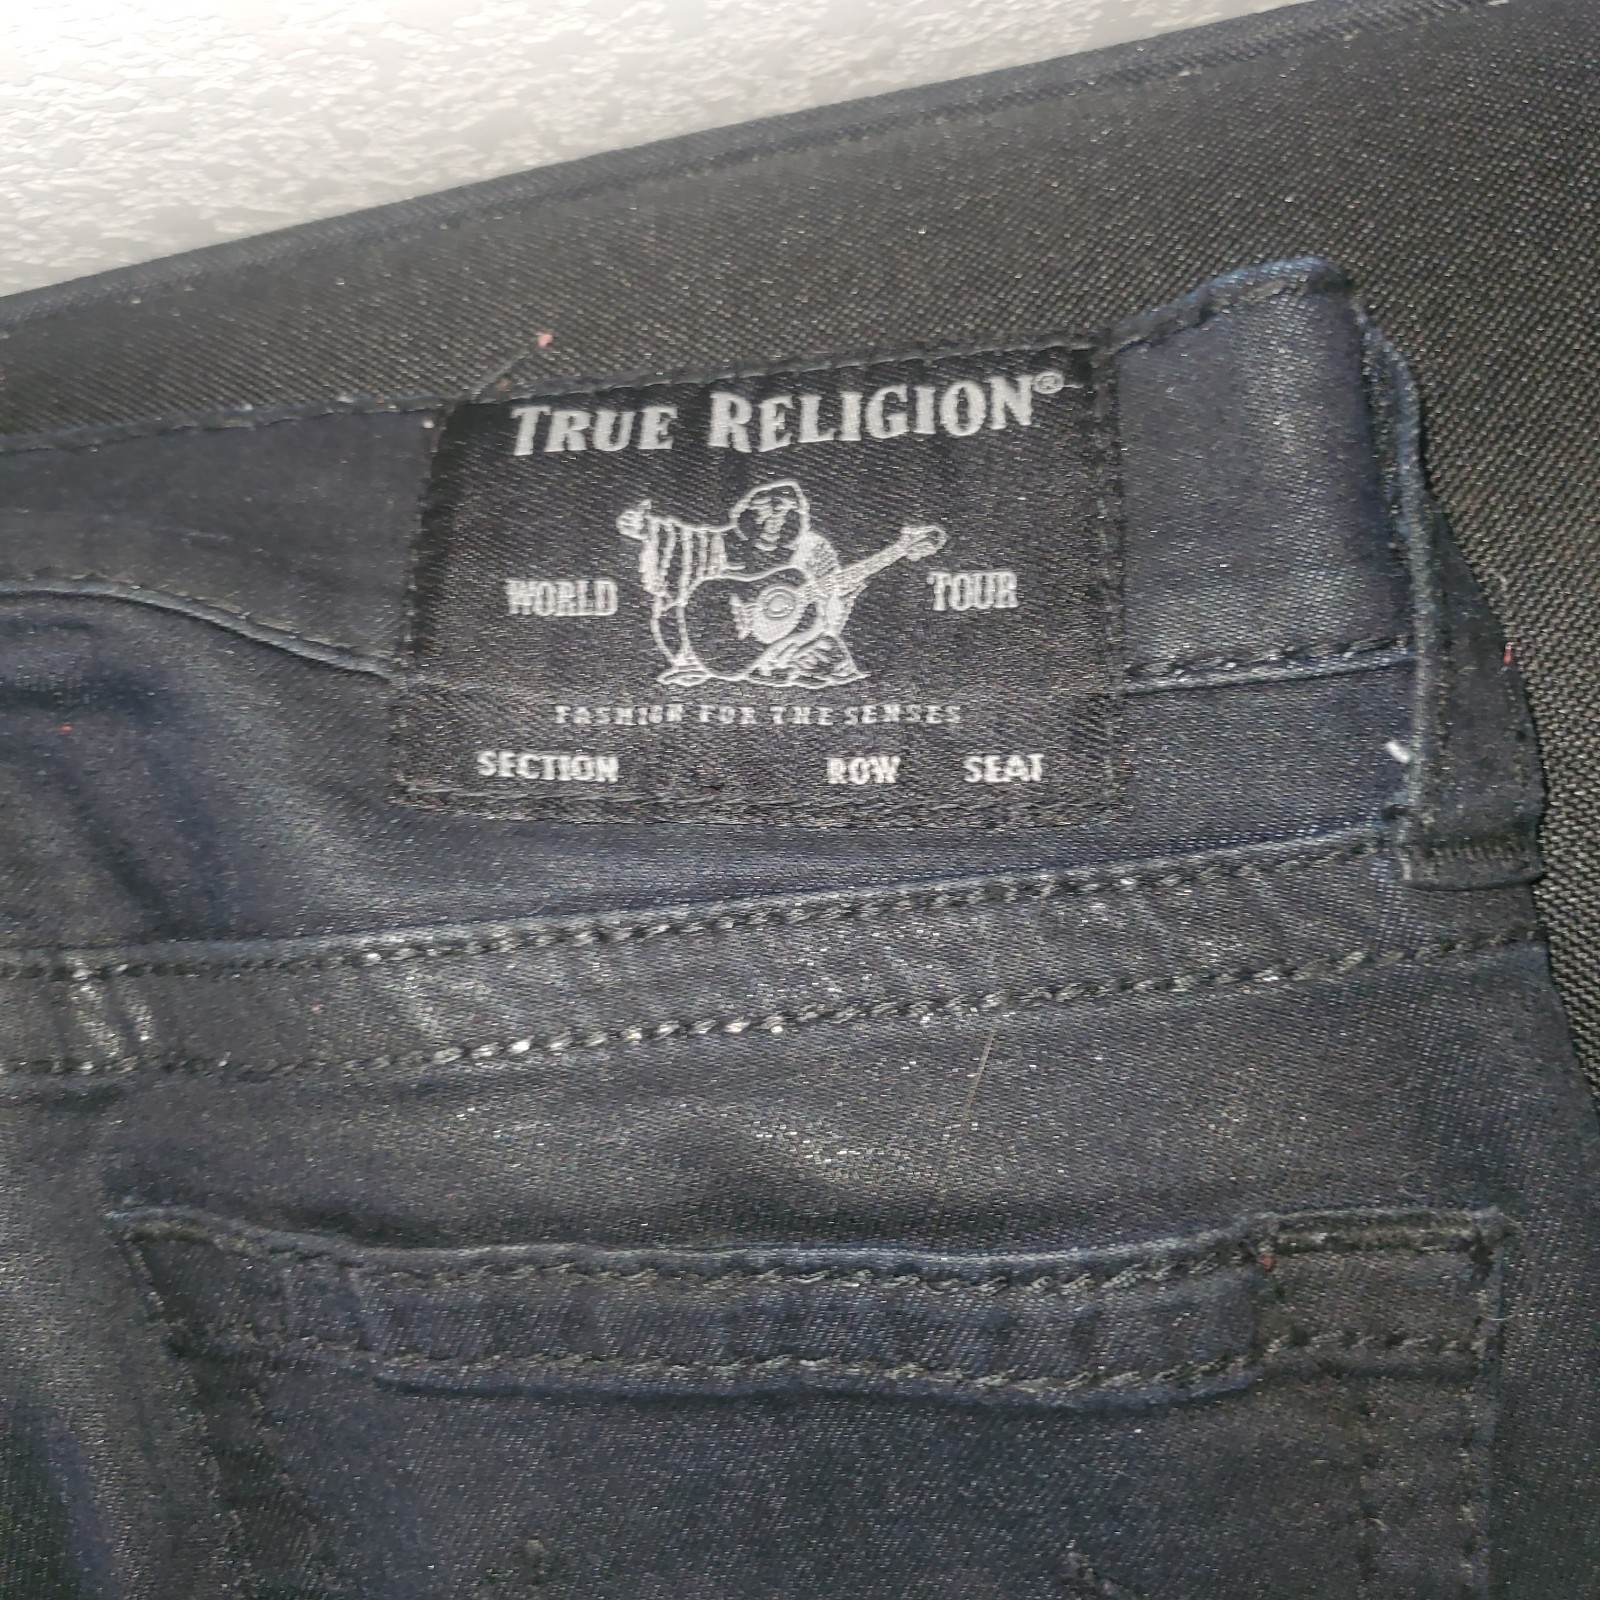 TRUE RELIGION®
WORLD TOUR
FASHION FOR THE SENSES
SECTION ROW SEAT